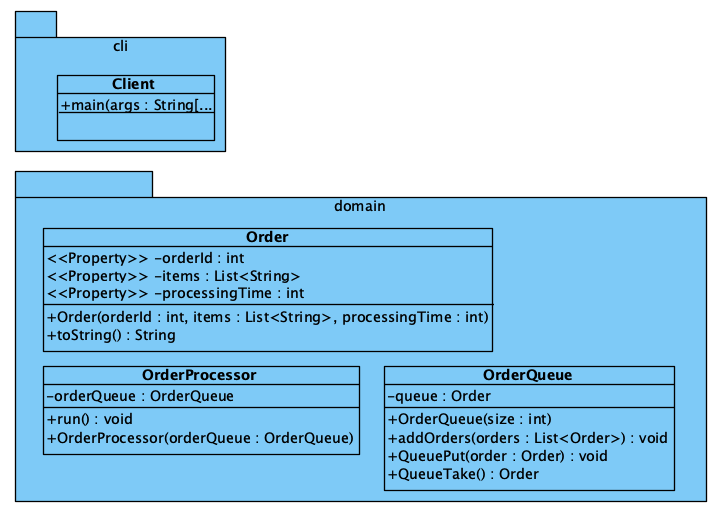 cli
Client
+main(args : String[...
domain
Order
<<Property>> -orderId : int
<<Property>> -items : List<String>
<<Property>> -processingTime : int
+Order(orderId : int, items : List<String>, processingTime : int)
+toString() : String
OrderProcessor
-orderQueue : OrderQueue
+run() : void
+OrderProcessor(orderQueue : OrderQueue)
OrderQueue
-queue : Order
+OrderQueue(size : int)
+addOrders(orders : List<Order>) : void
+QueuePut(order : Order) : void
+QueueTake() : Order